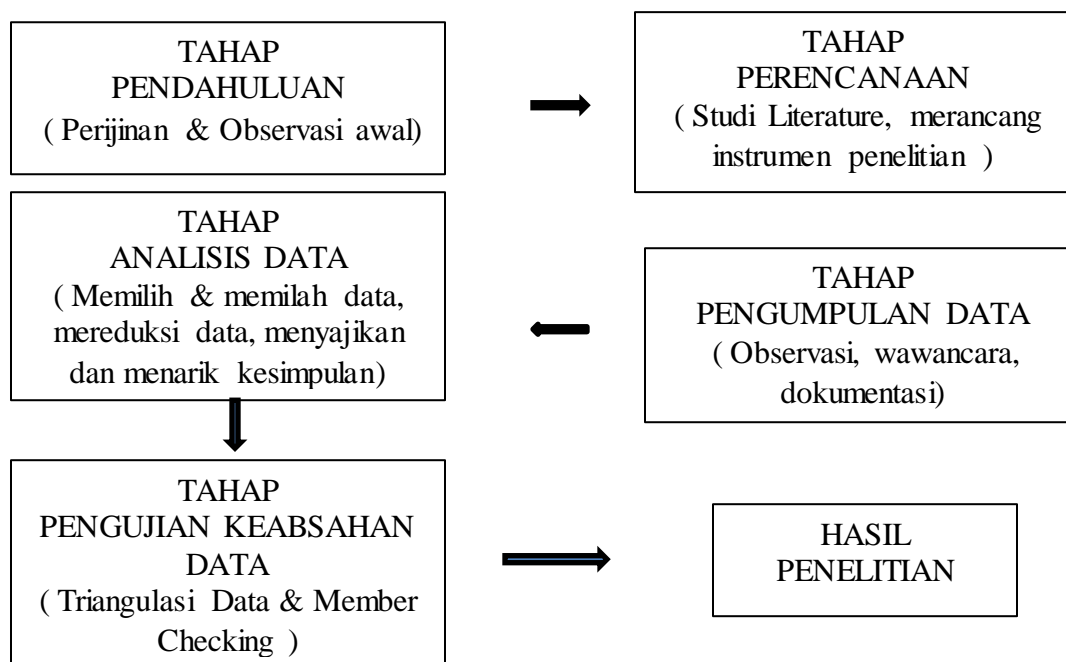 TAHAP
PENDAHULUAN
( Perijinan & Observasi awal)
TAHAP
PERENCANAAN
( Studi Literature, merancang
instrumen penelitian )
TAHAP
ANALISIS DATA
( Memilih & memilah data,
mereduksi data, menyajikan
dan menarik kesimpulan)
TAHAP
PENGUMPULAN DATA
( Observasi, wawancara,
dokumentasi)
TAHAP
PENGUJIAN KEABSAHAN
DATA
( Triangulasi Data & Member
Checking )
HASIL
PENELITIAN